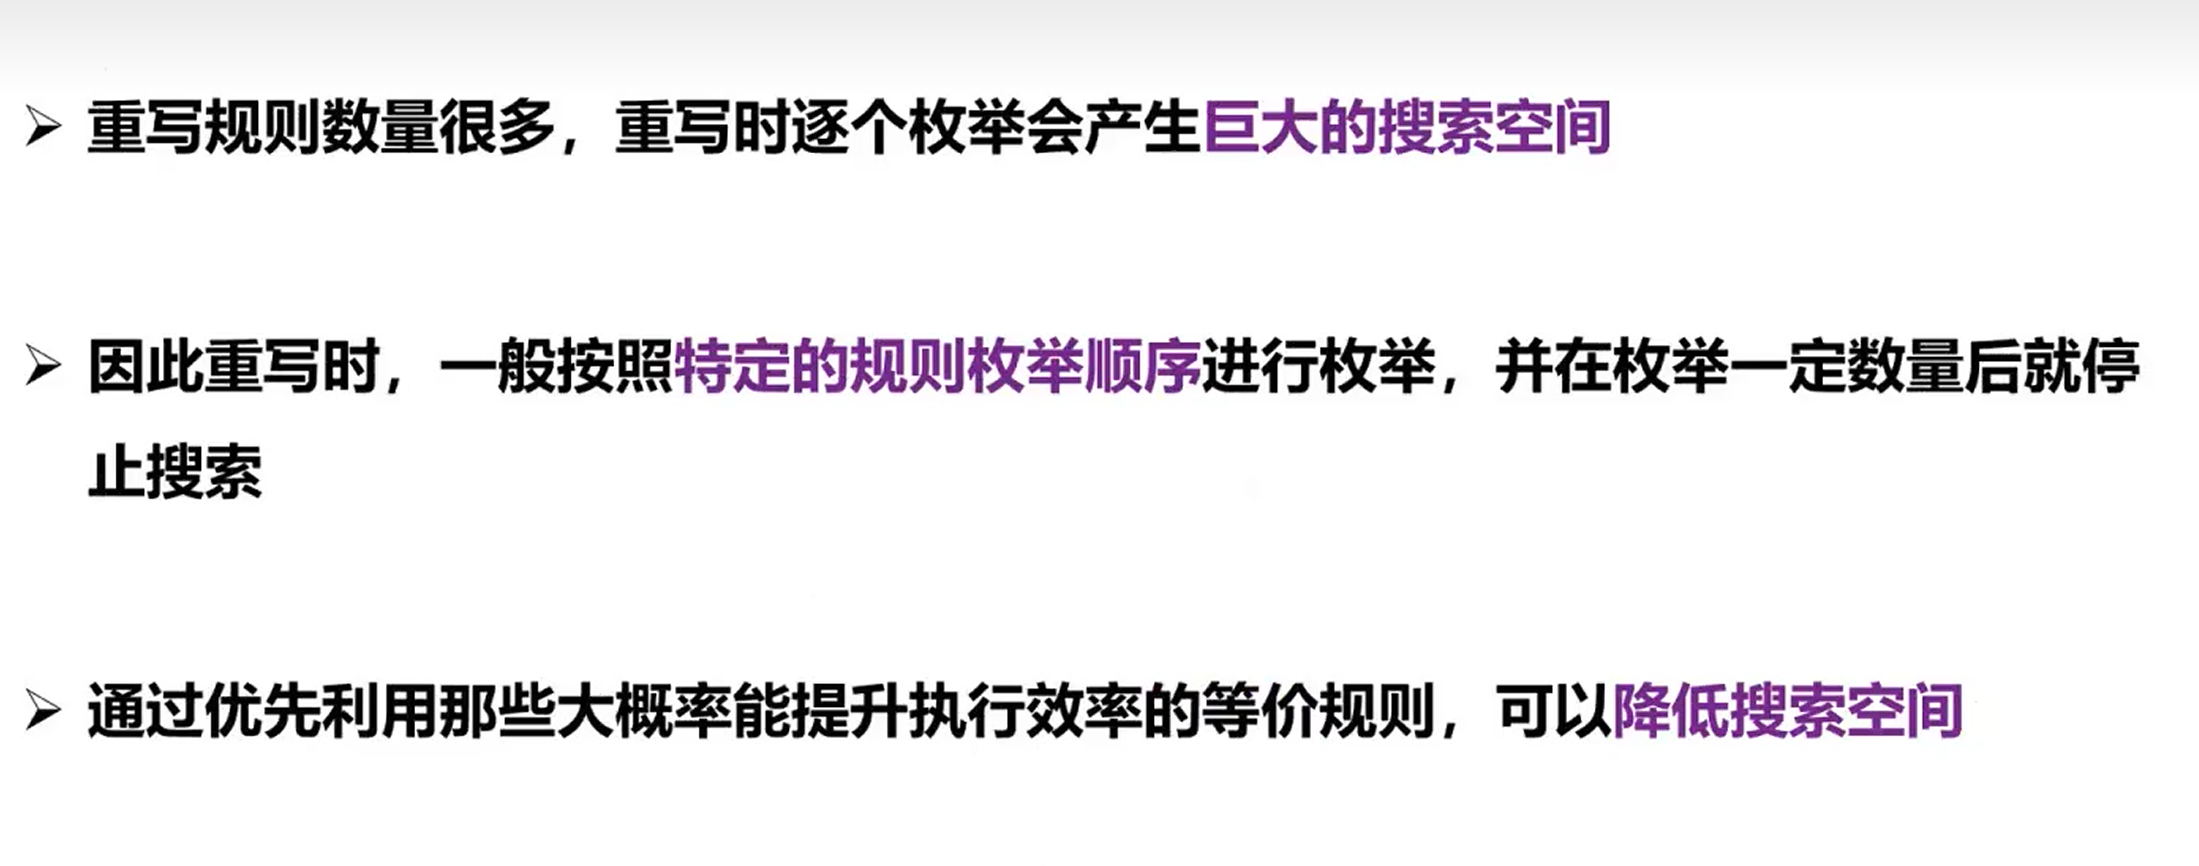 ➢ 重写规则数量很多，重写时逐个枚举会产生巨大的搜索空间
➢ 因此重写时，一般按照特定的规则枚举顺序进行枚举，并在枚举一定数量后就停
止搜索
➢ 通过优先利用那些大概率能提升执行效率的等价规则，可以降低搜索空间